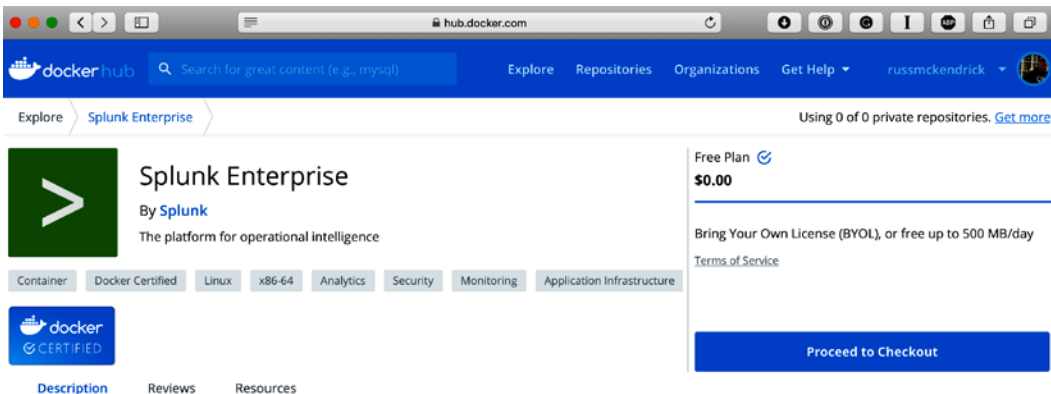 hub.docker.com
docker hub Search for great content (e.g., mysql) Explore Repositories Organizations Get Help russmckendrick
Explore Splunk Enterprise Using 0 of 0 private repositories. Get more
>
Splunk Enterprise
By Splunk
The platform for operational intelligence
Container Docker Certified Linux x86-64 Analytics Security Monitoring Application Infrastructure
docker
CERTIFIED
Description Reviews Resources
Free Plan
$0.00
Bring Your Own License (BYOL), or free up to 500 MB/day
Terms of Service
Proceed to Checkout